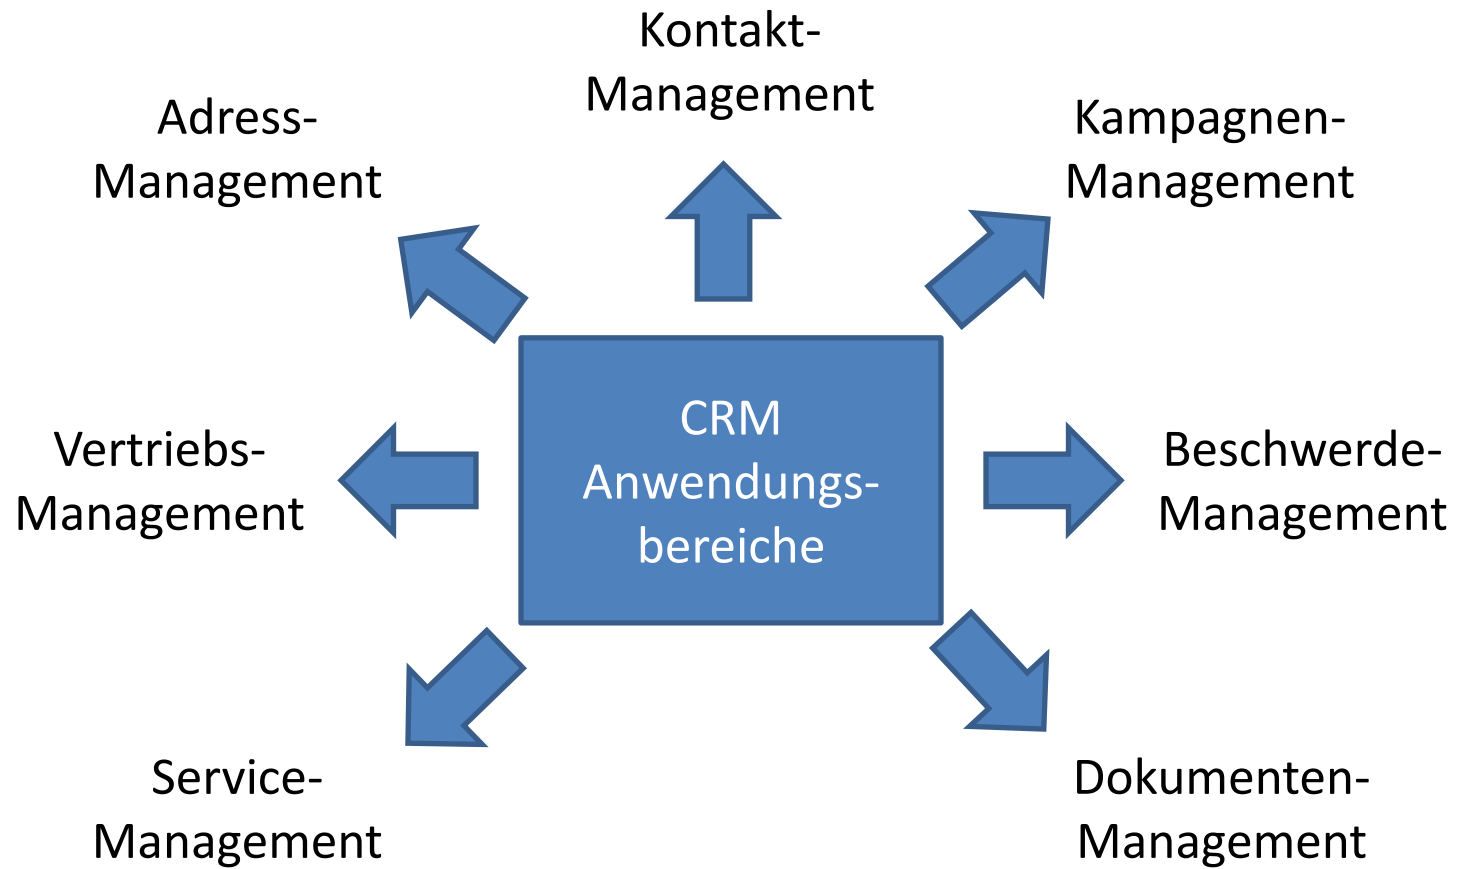 Kontakt-
Management
Adress-
Management
Kampagnen-
Management
CRM
Anwendungs-
bereiche
Vertriebs-
Management
Beschwerde-
Management
Service-
Management
Dokumenten-
Management